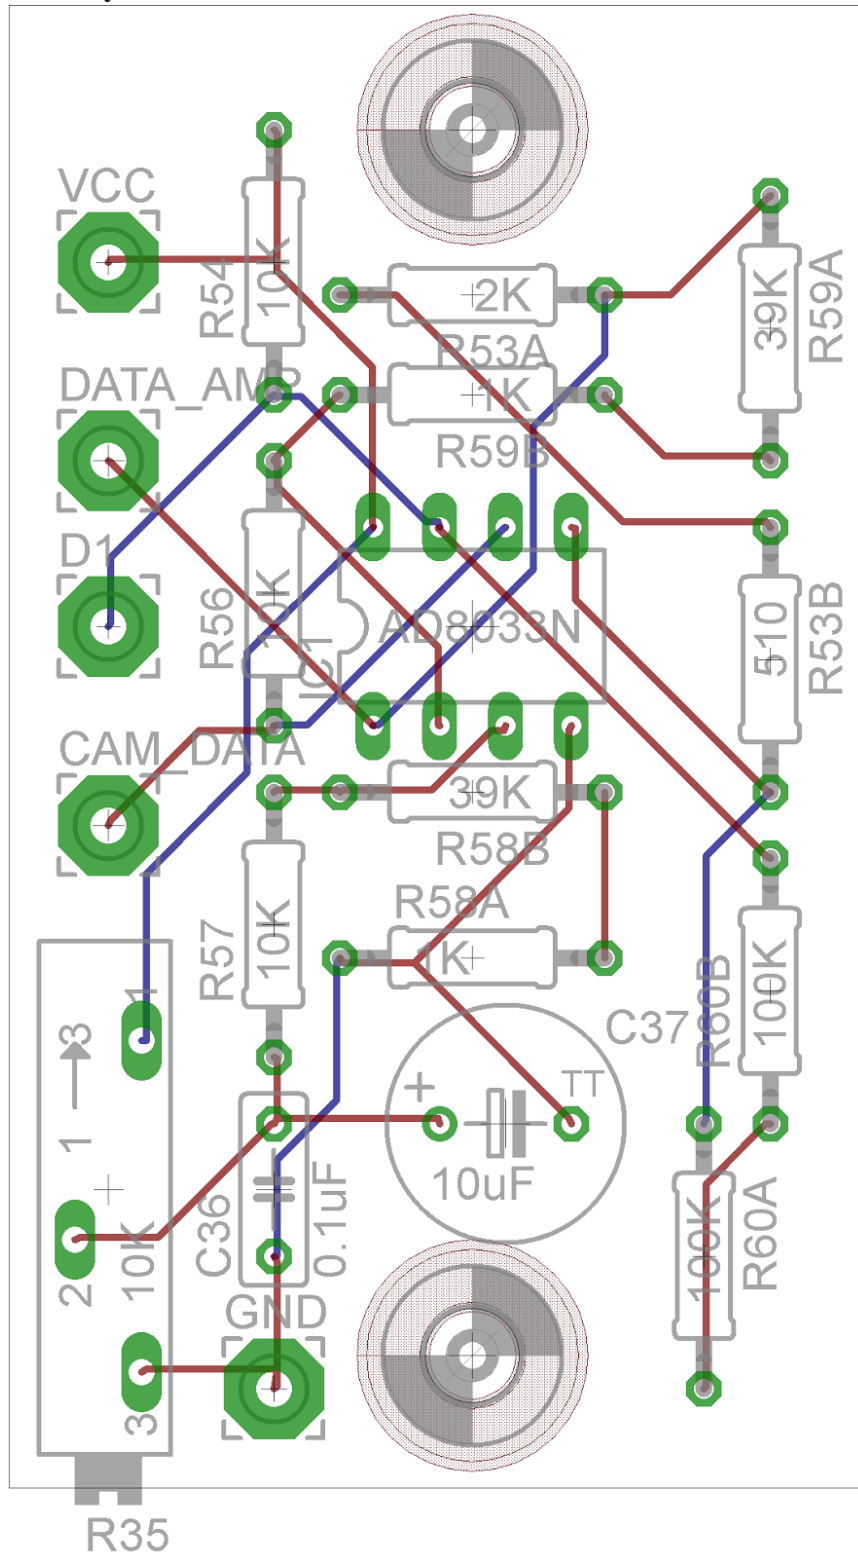 VCC
R54
10K
2K
R53A
39K
R59A
DATA_AMP
1K
R59B
D1
R56
10K
IC1
AD8033N
510
R53B
CAM_DATA
39K
R58B
R57
10K
R58A
1K
C37
R60B
100K
1
3
1
+
TT
10uF
C36
0.1uF
2
10K
100K
R60A
GND
3
R35